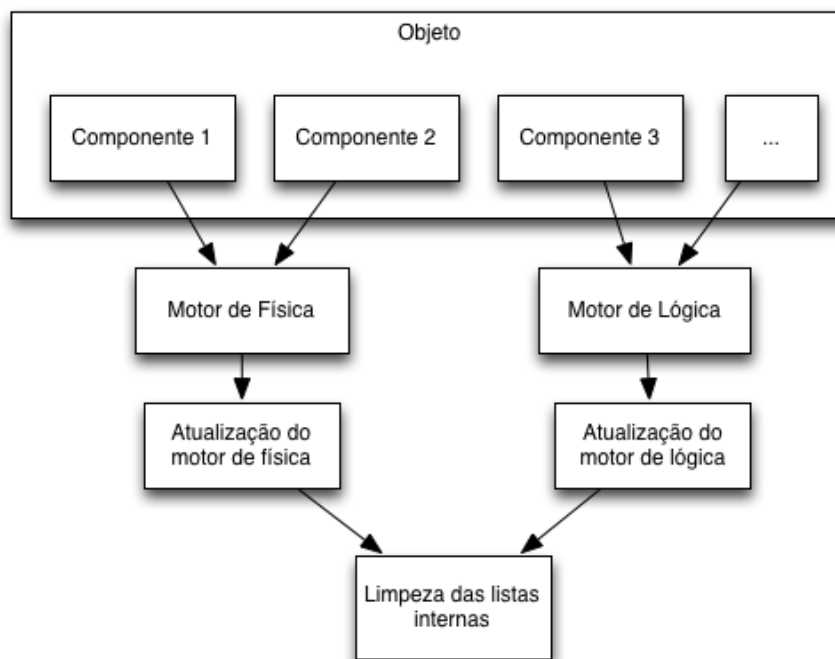 Objeto
Componente 1
Componente 2
Componente 3
...
Motor de Física
Motor de Lógica
Atualização do
motor de física
Atualização do
motor de lógica
Limpeza das listas
internas